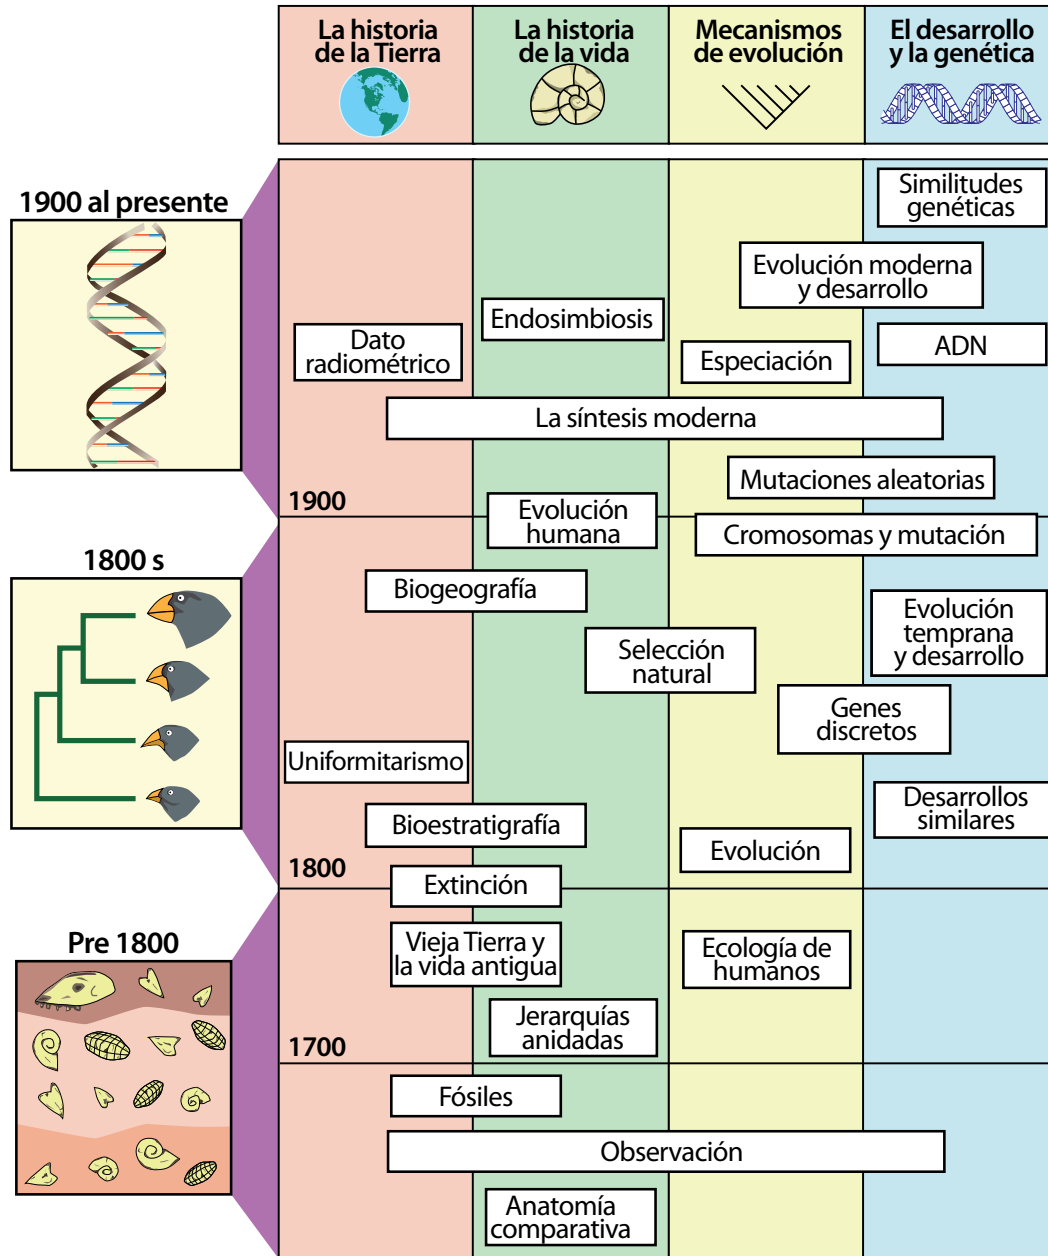 La historia
de la Tierra
La historia
de la vida
Mecanismos
de evolución
El desarrollo
y la genética
1900 al presente
Similitudes
genéticas
Evolución moderna
y desarrollo
Endosimbiosis
Dato
radiométrico
ADN
Especiación
La síntesis moderna
Mutaciones aleatorias
1900
Evolución
humana
Cromosomas y mutación
1800 s
Biogeografía
Evolución
temprana
y desarrollo
Selección
natural
Genes
discretos
Uniformitarismo
Desarrollos
similares
Bioestratigrafía
Evolución
1800
Extinción
Pre 1800
Vieja Tierra y
la vida antigua
Ecología de
humanos
Jerarquías
anidadas
1700
Fósiles
Observación
Anatomía
comparativa